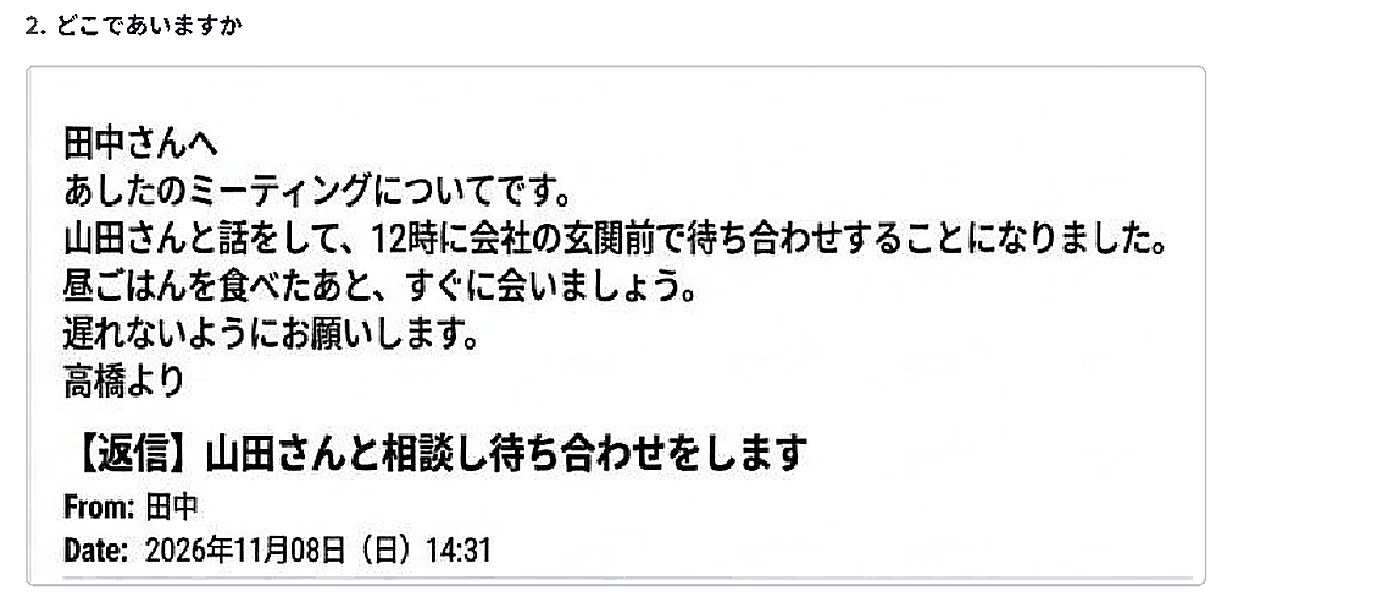 2. どこであいますか
田中さんへ
あしたのミーティングについてです。
山田さんと話をして、12時に会社の玄関前で待ち合わせすることになりました。
昼ごはんを食べたあと、すぐに会いましょう。
遅れないようにお願いします。
高橋より
【返信】山田さんと相談し待ち合わせをします
From: 田中
Date: 2026年11月08日（日）14:31